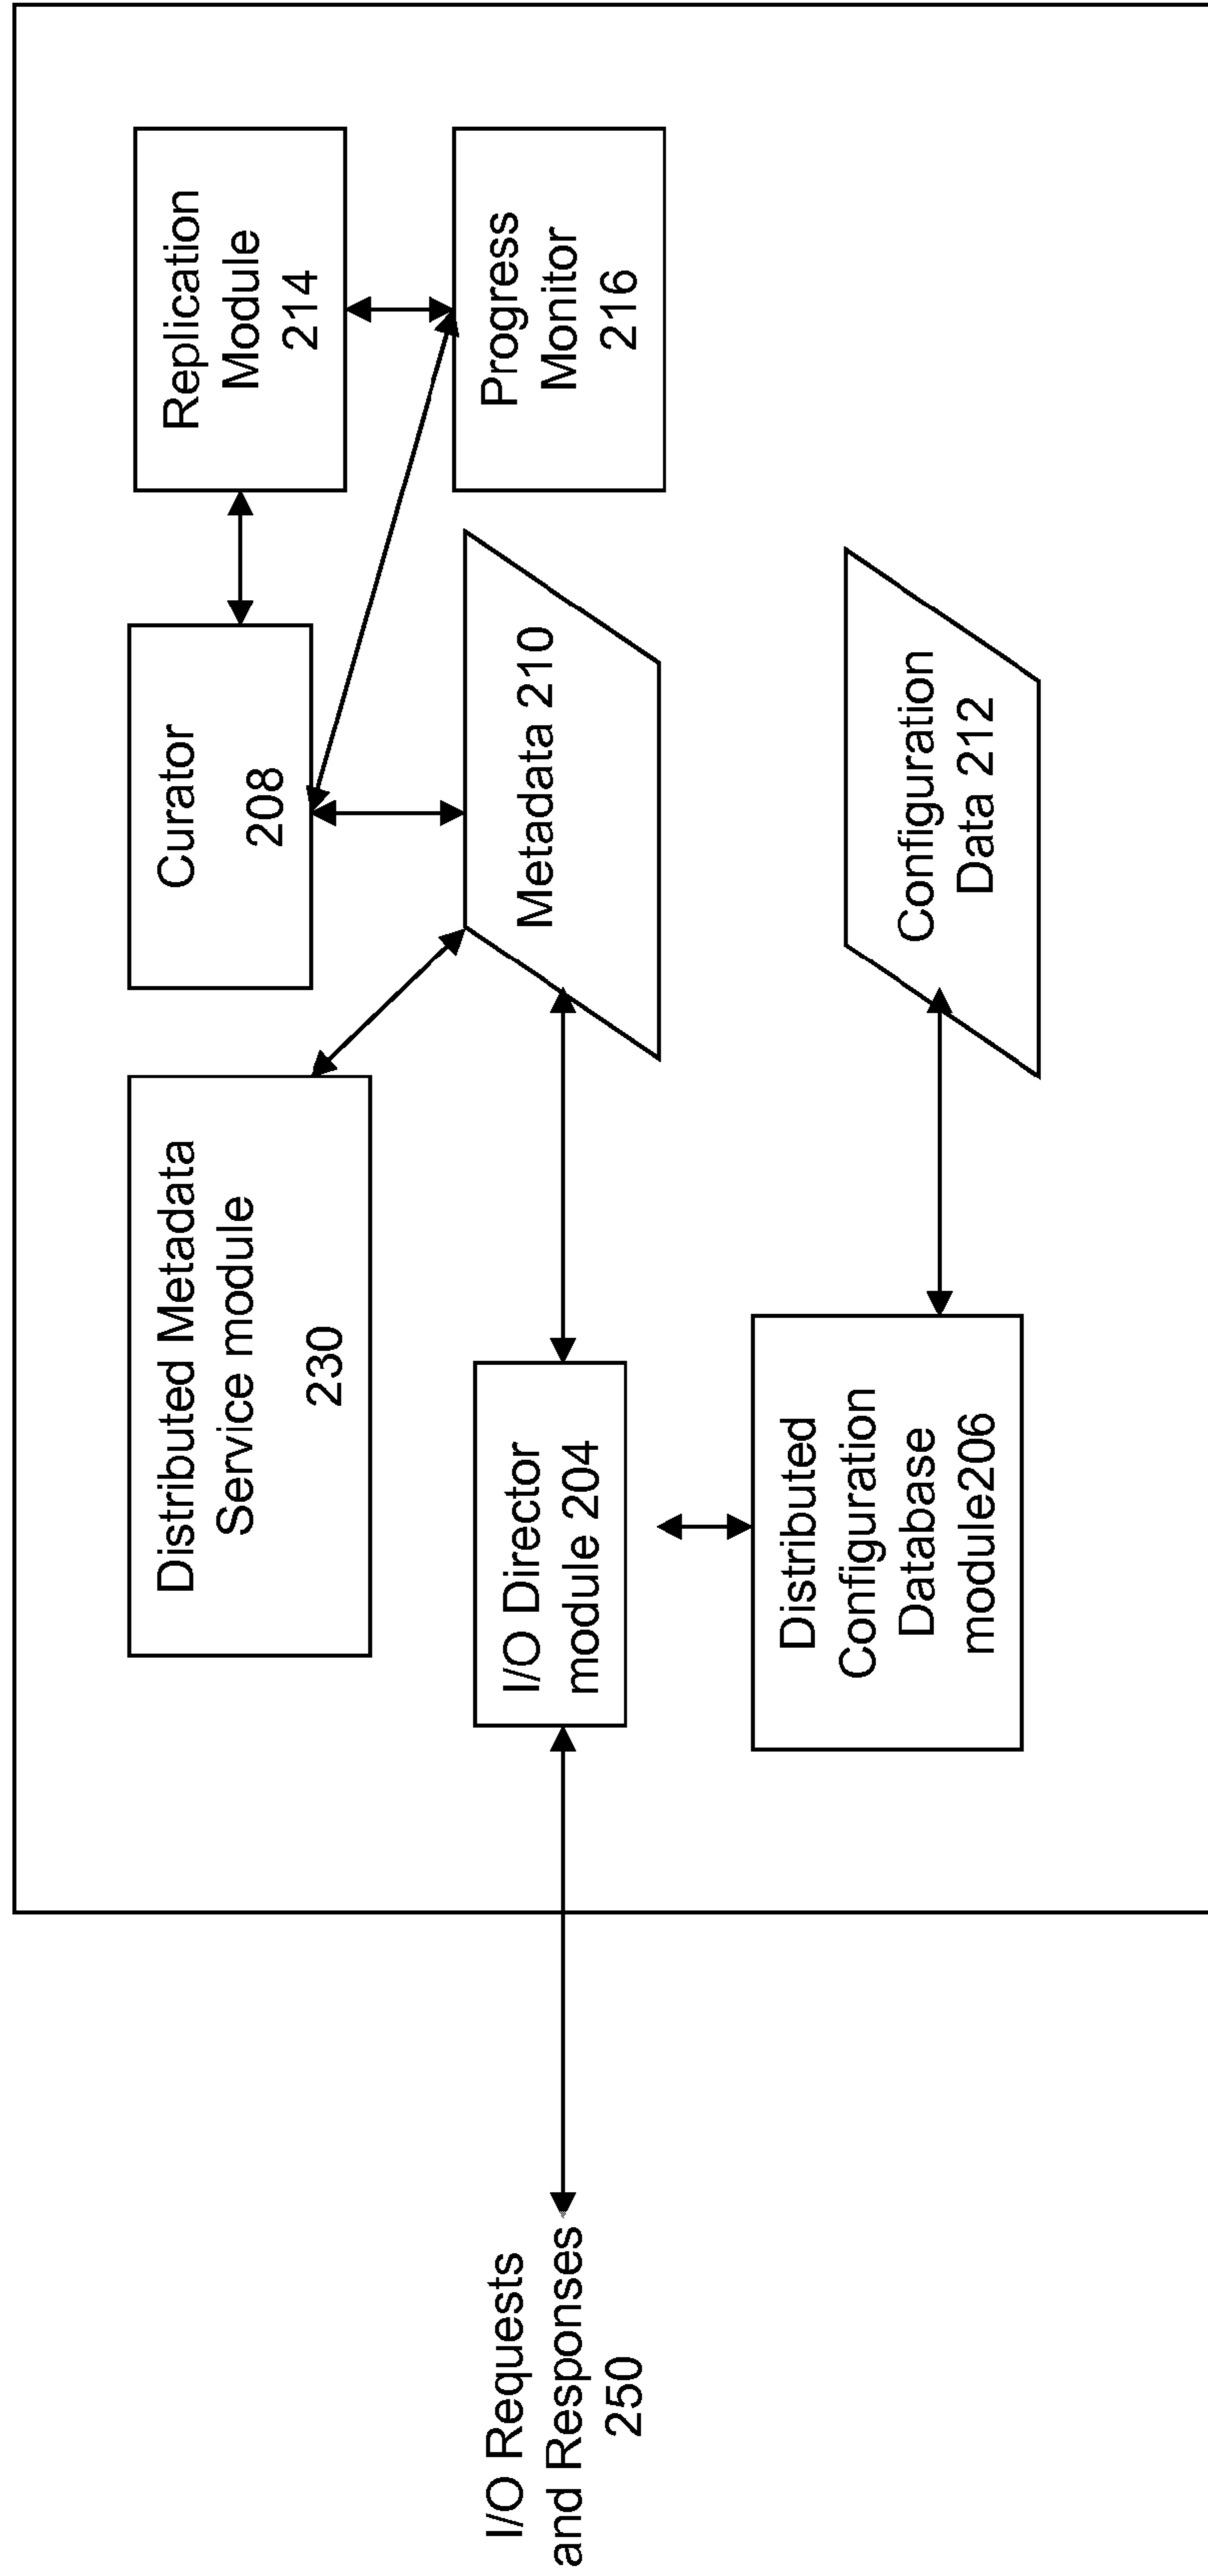 Distributed Metadata
Service module
230
Curator
208
Replication
Module
214
I/O Requests
and Responses
250
I/O Director
module 204
Metadata 210
Progress
Monitor
216
Distributed
Configuration
Database
module206
Configuration
Data 212